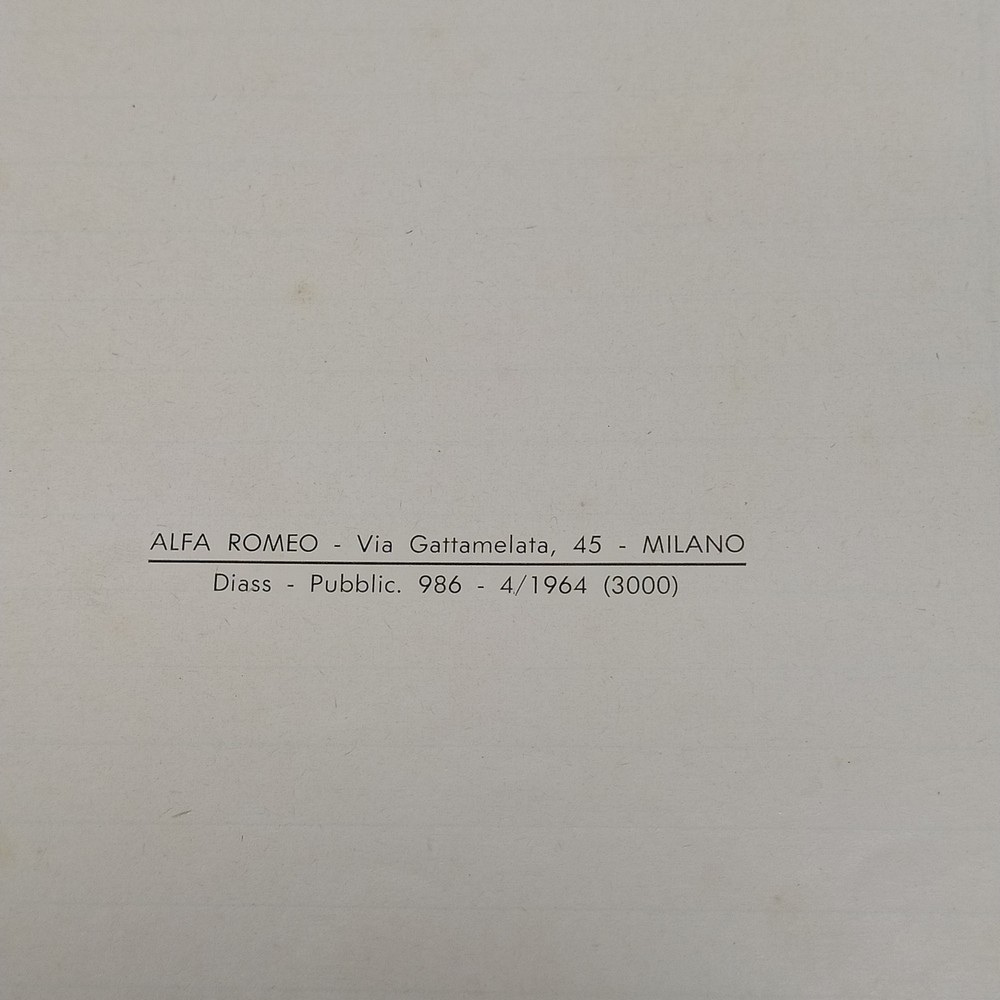 ALFA ROMEO - Via Gattamelata, 45 - MILANO
Diass - Pubblic. 986 - 4/1964 (3000)